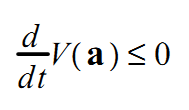 d/dt V(𝐚) ≤ 0